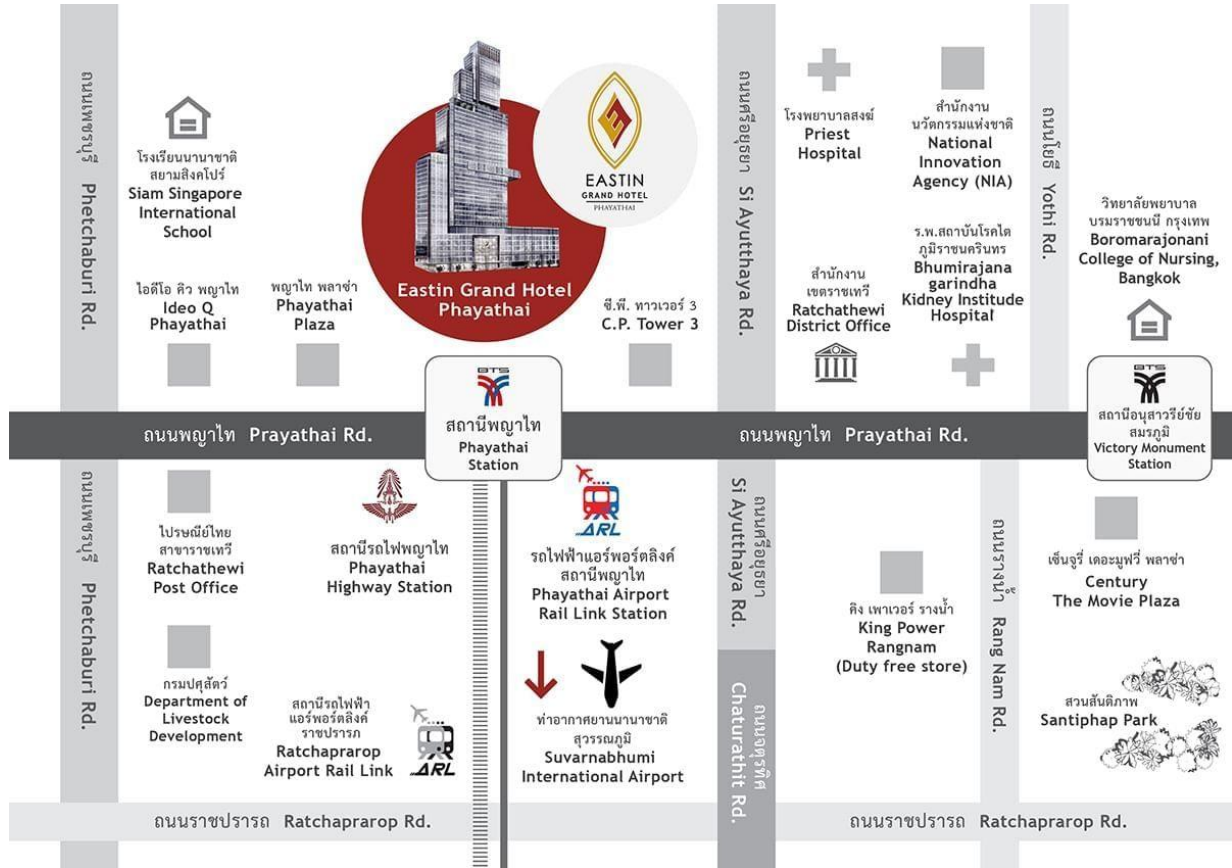 ถนนเพชรบุรี Phetchaburi Rd.
โรงเรียนนานาชาติ
สยามสิงคโปร์
Siam Singapore
International
School
ไอดีโอ คิว พญาไท
Ideo Q
Phayathai
พญาไท พลาซ่า
Phayathai
Plaza
Eastin Grand Hotel
Phayathai
EASTIN
GRAND HOTEL
PHAYATHAI
ซี.พี. ทาวเวอร์ 3
C.P. Tower 3
ถนนศรีอยุธยา Si Ayutthaya Rd.
โรงพยาบาลสงฆ์
Priest
Hospital
สำนักงาน
นวัตกรรมแห่งชาติ
National
Innovation
Agency (NIA)
สำนักงาน
เขตราชเทวี
Ratchathewi
District Office
ร.พ.สถาบันโรคไต
ภูมิราชนครินทร
Bhumirajana
garindha
Kidney Institude
Hospital
ถนนโยธี Yothi Rd.
วิทยาลัยพยาบาล
บรมราชชนนี กรุงเทพ
Boromarajonani
College of Nursing,
Bangkok
ถนนพญาไท Prayathai Rd.
BTS
สถานีพญาไท
Phayathai
Station
ถนนพญาไท Prayathai Rd.
BTS
สถานีอนุสาวรีย์ชัย
สมรภูมิ
Victory Monument
Station
ถนนเพชรบุรี Phetchaburi Rd.
ไปรษณีย์ไทย
สาขาราชเทวี
Ratchathewi
Post Office
สถานีรถไฟพญาไท
Phayathai
Highway Station
ARL
รถไฟฟ้าแอร์พอร์ตลิงค์
สถานีพญาไท
Phayathai Airport
Rail Link Station
ถนนศรีอยุธยา
Si Ayutthaya Rd.
คิง เพาเวอร์ รางน้ำ
King Power
Rangnam
(Duty free store)
ถนนรางน้ำ Rang Nam Rd.
เซ็นจูรี่ เดอะมูฟวี่ พลาซ่า
Century
The Movie Plaza
กรมปศุสัตว์
Department of
Livestock
Development
สถานีรถไฟฟ้า
แอร์พอร์ตลิงค์
ราชปรารภ
Ratchaprarop
Airport Rail Link
ARL
ท่าอากาศยานนานาชาติ
สุวรรณภูมิ
Suvarnabhumi
International Airport
ถนนจตุรทิศ
Chaturathit Rd.
สวนสันติภาพ
Santiphap Park
ถนนราชปรารถ Ratchaprarop Rd.
ถนนราชปรารถ Ratchaprarop Rd.